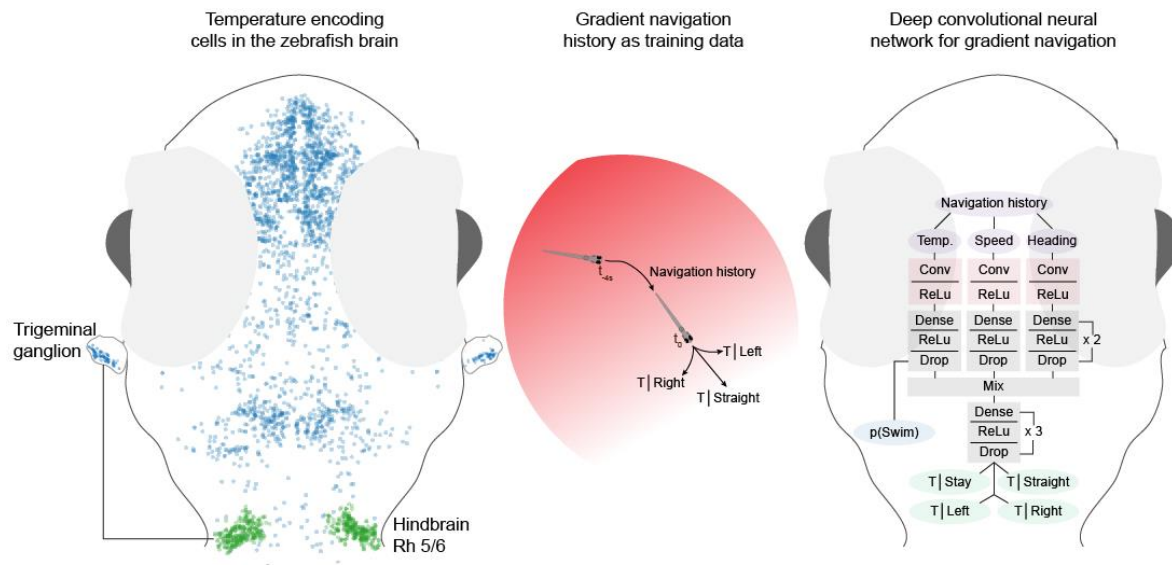 Temperature encoding
cells in the zebrafish brain
Trigeminal
ganglion
Hindbrain
Rh 5/6
Gradient navigation
history as training data
t-4s
Navigation history
t0
T|Left
T|Right
T|Straight
Deep convolutional neural
network for gradient navigation
Navigation history
Temp. Speed Heading
Conv Conv Conv
ReLu ReLu ReLu
Dense Dense Dense
ReLu ReLu ReLu x 2
Drop Drop Drop
Mix
p(Swim)
Dense
ReLu x 3
Drop
T|Stay T|Straight
T|Left T|Right